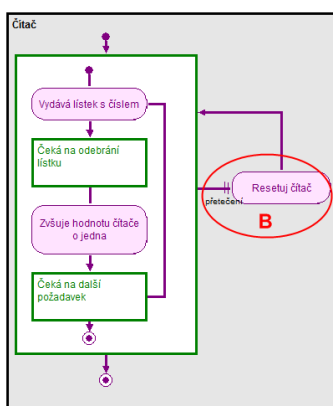 Čítač
Vydává lístek s číslem
Čeká na odebrání
lístku
Zvšuje hodnotu čítače
o jedna
Čeká na další
požadavek
Resetuj čítač
přetečení
B